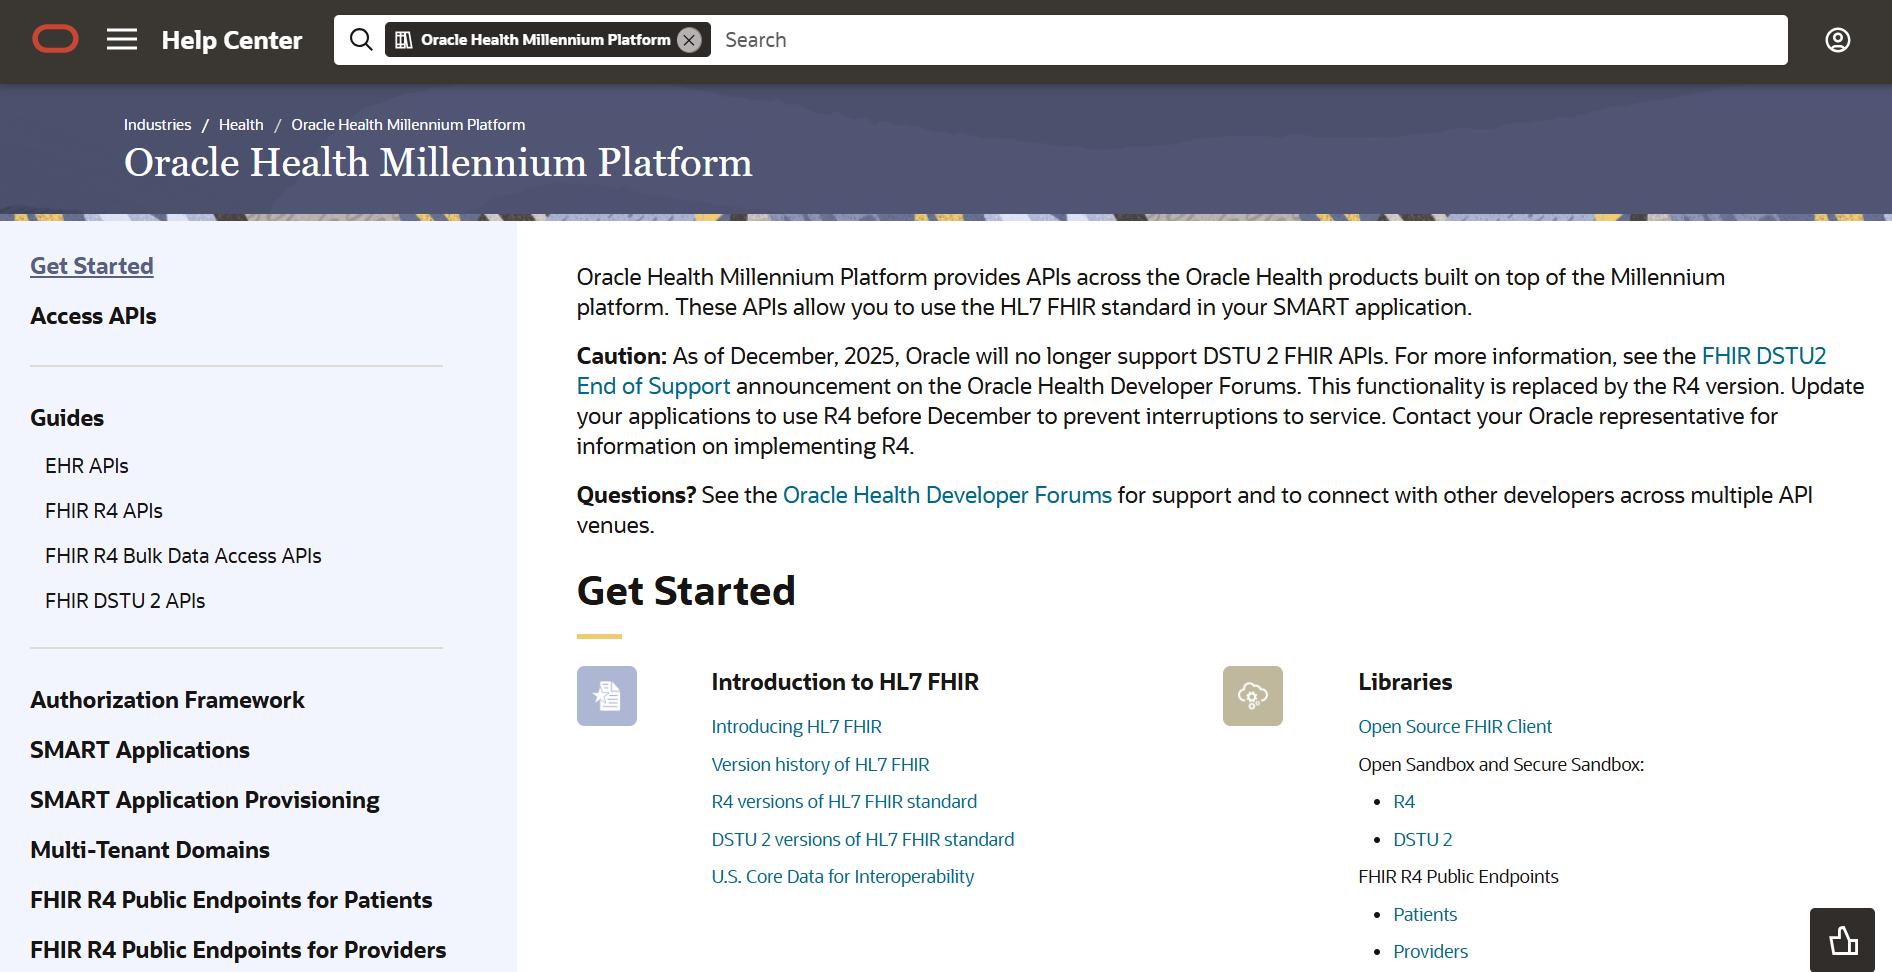 Help Center
Oracle Health Millennium Platform
Search
Industries / Health / Oracle Health Millennium Platform
Oracle Health Millennium Platform
Get Started
Access APIs
Guides
EHR APIs
FHIR R4 APIs
FHIR R4 Bulk Data Access APIs
FHIR DSTU 2 APIs
Authorization Framework
SMART Applications
SMART Application Provisioning
Multi-Tenant Domains
FHIR R4 Public Endpoints for Patients
FHIR R4 Public Endpoints for Providers
Oracle Health Millennium Platform provides APIs across the Oracle Health products built on top of the Millennium
platform. These APIs allow you to use the HL7 FHIR standard in your SMART application.
Caution: As of December, 2025, Oracle will no longer support DSTU 2 FHIR APIs. For more information, see the FHIR DSTU2
End of Support announcement on the Oracle Health Developer Forums. This functionality is replaced by the R4 version. Update
your applications to use R4 before December to prevent interruptions to service. Contact your Oracle representative for
information on implementing R4.
Questions? See the Oracle Health Developer Forums for support and to connect with other developers across multiple API
venues.
Get Started
Introduction to HL7 FHIR
Introducing HL7 FHIR
Version history of HL7 FHIR
R4 versions of HL7 FHIR standard
DSTU 2 versions of HL7 FHIR standard
U.S. Core Data for Interoperability
Libraries
Open Source FHIR Client
Open Sandbox and Secure Sandbox:
• R4
• DSTU 2
FHIR R4 Public Endpoints
• Patients
• Providers